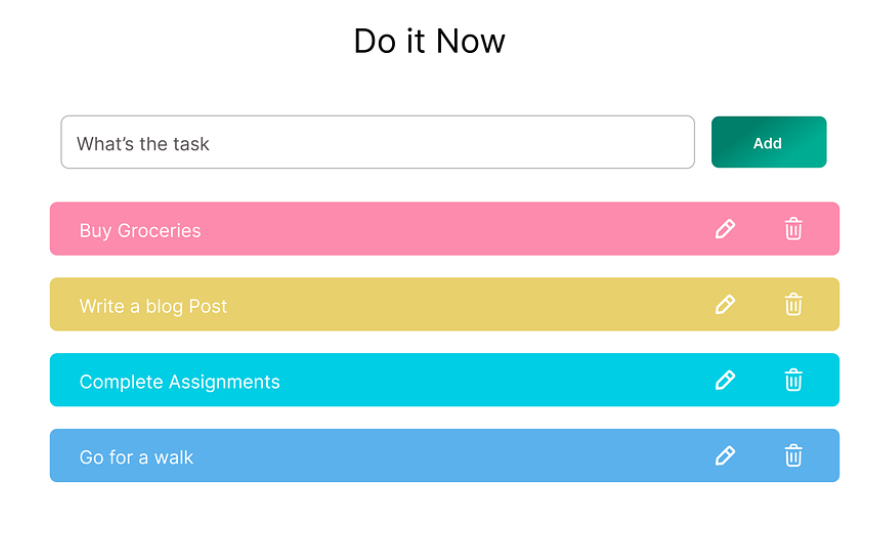 Do it Now
What’s the task
Add
Buy Groceries
Write a blog Post
Complete Assignments
Go for a walk